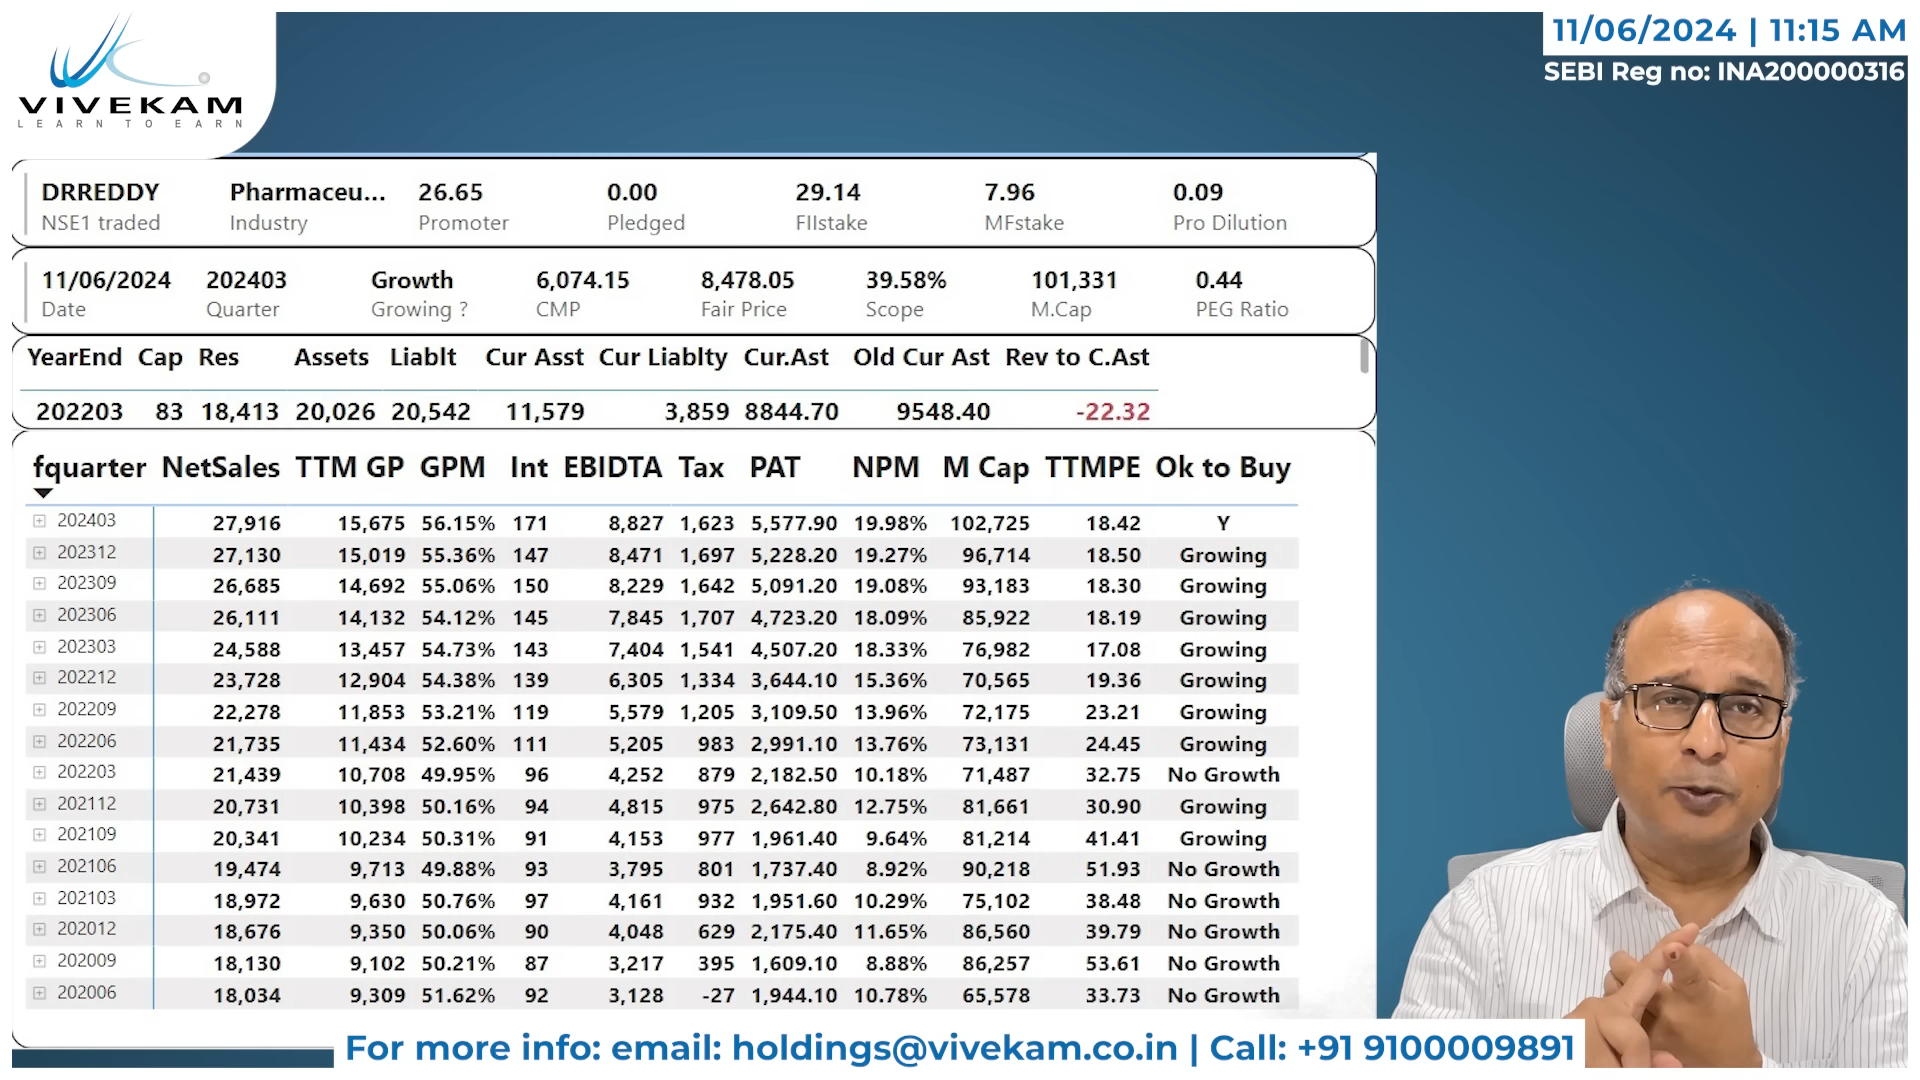 11/06/2024 | 11:15 AM
SEBI Reg no: INA200000316
VIVEKAM
LEARN TO EARN
DRREDDY Pharmaceu... 26.65 0.00 29.14 7.96 0.09
NSE1 traded Industry Promoter Pledged FIIstake MFstake Pro Dilution
11/06/2024 202403 Growth 6,074.15 8,478.05 39.58% 101,331 0.44
Date Quarter Growing ? CMP Fair Price Scope M.Cap PEG Ratio
YearEnd Cap Res Assets Liablt Cur Asst Cur Liablty Cur.Ast Old Cur Ast Rev to C.Ast
202203 83 18,413 20,026 20,542 11,579 3,859 8844.70 9548.40 -22.32
fquarter NetSales TTM GP GPM Int EBIDTA Tax PAT NPM M Cap TTMPE Ok to Buy
202403 27,916 15,675 56.15% 171 8,827 1,623 5,577.90 19.98% 102,725 18.42 Y
202312 27,130 15,019 55.36% 147 8,471 1,697 5,228.20 19.27% 96,714 18.50 Growing
202309 26,685 14,692 55.06% 150 8,229 1,642 5,091.20 19.08% 93,183 18.30 Growing
202306 26,111 14,132 54.12% 145 7,845 1,707 4,723.20 18.09% 85,922 18.19 Growing
202303 24,588 13,457 54.73% 143 7,404 1,541 4,507.20 18.33% 76,982 17.08 Growing
202212 23,728 12,904 54.38% 139 6,305 1,334 3,644.10 15.36% 70,565 19.36 Growing
202209 22,278 11,853 53.21% 119 5,579 1,205 3,109.50 13.96% 72,175 23.21 Growing
202206 21,735 11,434 52.60% 111 5,205 983 2,991.10 13.76% 73,131 24.45 Growing
202203 21,439 10,708 49.95% 96 4,252 879 2,182.50 10.18% 71,487 32.75 No Growth
202112 20,731 10,398 50.16% 94 4,815 975 2,642.80 12.75% 81,661 30.90 Growing
202109 20,341 10,234 50.31% 91 4,153 977 1,961.40 9.64% 81,214 41.41 Growing
202106 19,474 9,713 49.88% 93 3,795 801 1,737.40 8.92% 90,218 51.93 No Growth
202103 18,972 9,630 50.76% 97 4,161 932 1,951.60 10.29% 75,102 38.48 No Growth
202012 18,676 9,350 50.06% 90 4,048 629 2,175.40 11.65% 86,560 39.79 No Growth
202009 18,130 9,102 50.21% 87 3,217 395 1,609.10 8.88% 86,257 53.61 No Growth
202006 18,034 9,309 51.62% 92 3,128 -27 1,944.10 10.78% 65,578 33.73 No Growth
For more info: email: holdings@vivekam.co.in | Call: +91 9100009891